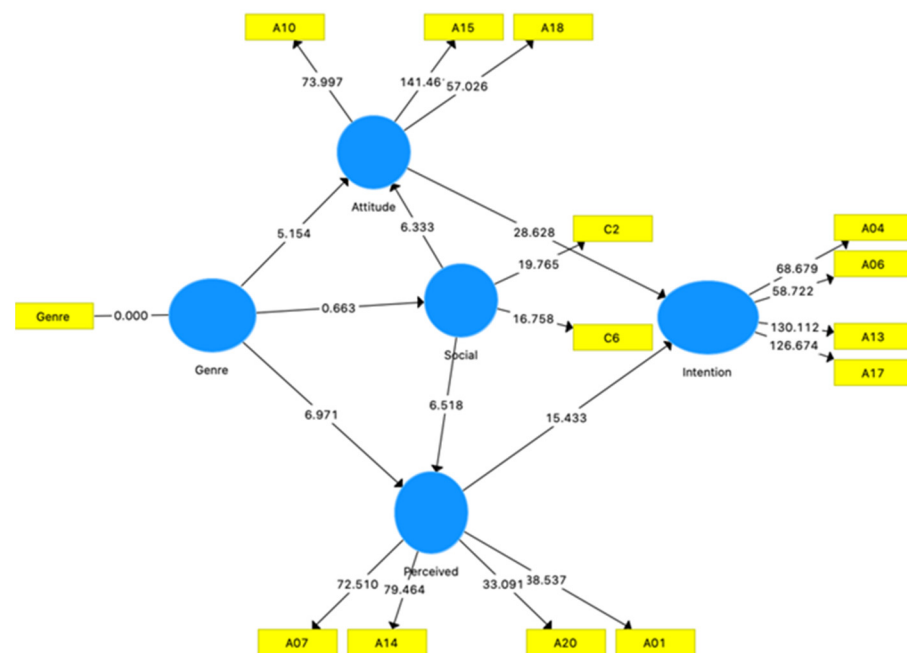 A10
A15
A18
73.997
141.46
57.026
Attitude
5.154
6.333
28.628
C2
A04
19.765
68.679
A06
58.722
Genre
0.000
0.663
16.758
C6
130.112
A13
126.674
A17
Genre
Social
Intention
6.971
6.518
15.433
Perceived
72.510
79.464
33.091
38.537
A07
A14
A20
A01